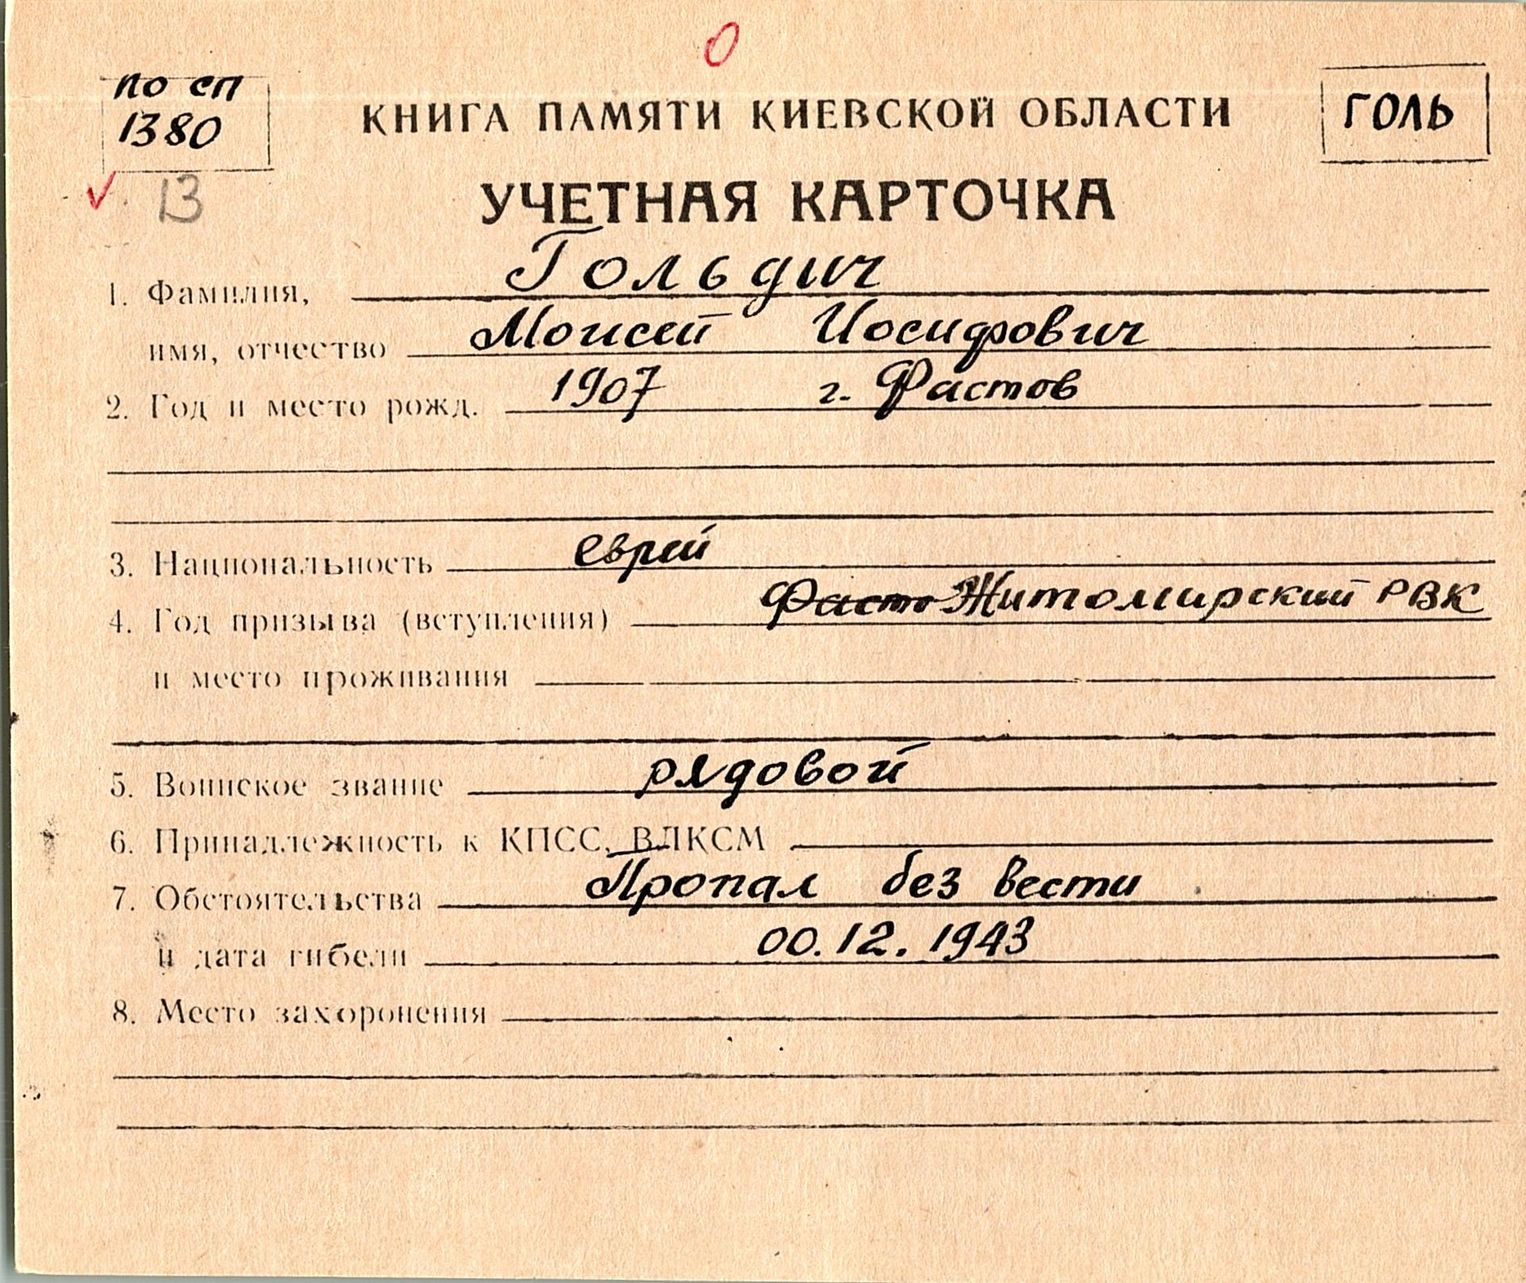 О
ПО СП
1380
КНИГА ПАМЯТИ КИЕВСКОЙ ОБЛАСТИ
ГОЛЬ
13
УЧЕТНАЯ КАРТОЧКА
1. Фамилия, Гольдич
имя, отчество Моисей Иосифович
2. Год и место рожд. 1907 г. Фастов
3. Национальность еврей
4. Год призыва (вступления) Фасто Житомирский РВК
и место проживания
5. Воинское звание рядовой
6. Принадлежность к КПСС, ВЛКСМ
7. Обстоятельства Пропал без вести
и дата гибели 00.12.1943
8. Место захоронения